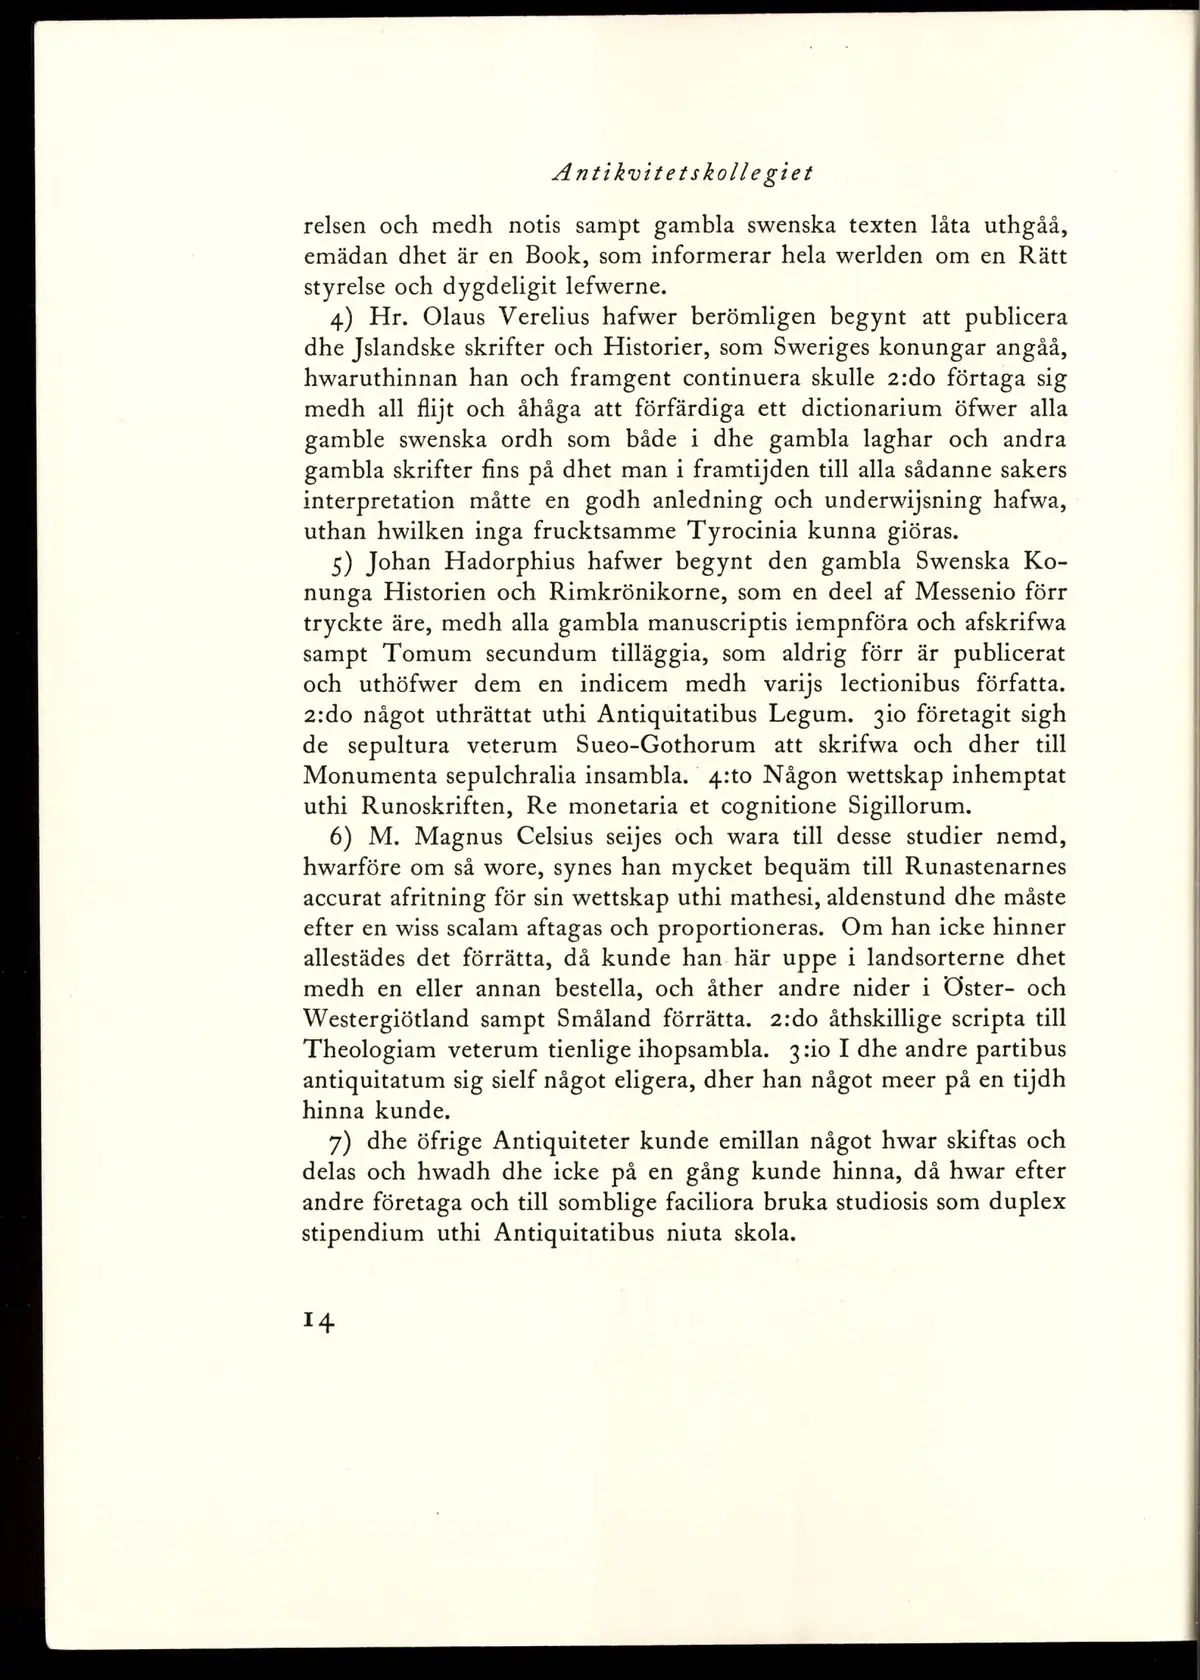 Antikvitetskollegiet
relsen och medh notis sampt gambla swenska texten låta uthgåå,
emädan dhet är en Book, som informerar hela werlden om en Rätt
styrelse och dygdeligit lefwerne.
4) Hr. Olaus Verelius hafwer berömligen begynt att publicera
dhe Jslandske skrifter och Historier, som Sweriges konungar angåå,
hwaruthinnan han och framgent continuera skulle 2:do förtaga sig
medh all flijt och åhåga att förfärdiga ett dictionarium öfwer alla
gamble swenska ordh som både i dhe gambla laghar och andra
gambla skrifter fins på dhet man i framtijden till alla sådanne sakers
interpretation måtte en godh anledning och underwijsning hafwa,
uthan hwilken inga frucktsamme Tyrocinia kunna giöras.
5) Johan Hadorphius hafwer begynt den gambla Swenska Ko-
nunga Historien och Rimkrönikorne, som en deel af Messenio förr
tryckte äre, medh alla gambla manuscriptis iempnföra och afskrifwa
sampt Tomum secundum tilläggia, som aldrig förr är publicerat
och uthöfwer dem en indicem medh varijs lectionibus författa.
2:do något uthrättat uthi Antiquitatibus Legum. 3io företagit sigh
de sepultura veterum Sueo-Gothorum att skrifwa och dher till
Monumenta sepulchralia insambla. 4:to Någon wettskap inhemptat
uthi Runoskriften, Re monetaria et cognitione Sigillorum.
6) M. Magnus Celsius seijes och wara till desse studier nemd,
hwarföre om så wore, synes han mycket bequäm till Runastenarnes
accurat afritning för sin wettskap uthi mathesi, aldenstund dhe måste
efter en wiss scalam aftagas och proportioneras. Om han icke hinner
allestädes det förrätta, då kunde han här uppe i landsorterne dhet
medh en eller annan bestella, och åther andre nider i Öster- och
Westergiötland sampt Småland förrätta. 2:do åthskillige scripta till
Theologiam veterum tienlige ihopsambla. 3:io I dhe andre partibus
antiquitatum sig sielf något eligera, dher han något meer på en tijdh
hinna kunde.
7) dhe öfrige Antiquiteter kunde emillan något hwar skiftas och
delas och hwadh dhe icke på en gång kunde hinna, då hwar efter
andre företaga och till somblige faciliora bruka studiosis som duplex
stipendium uthi Antiquitatibus niuta skola.
14